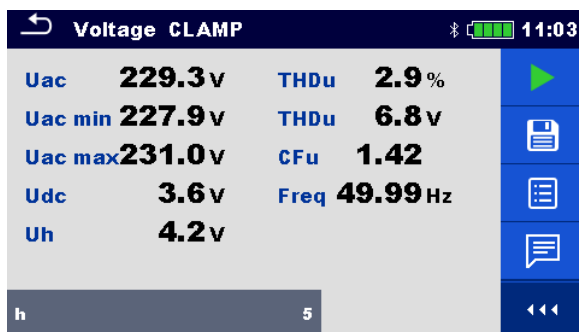 Voltage CLAMP 11:03
Uac 229.3 V THDu 2.9 %
Uac min 227.9 V THDu 6.8 V
Uac max 231.0 V CFu 1.42
Udc 3.6 V Freq 49.99 Hz
Uh 4.2 V
h 5